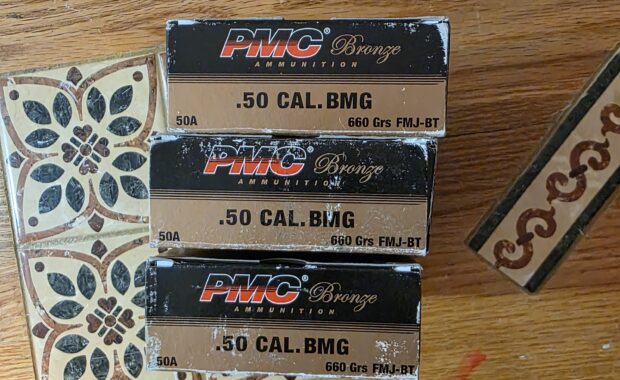 PMC® Bronze
AMMUNITION
.50 CAL. BMG
50A 660 Grs FMJ-BT
PMC® Bronze
AMMUNITION
.50 CAL. BMG
50A 660 Grs FMJ-BT
PMC® Bronze
AMMUNITION
.50 CAL. BMG
50A 660 Grs FMJ-BT